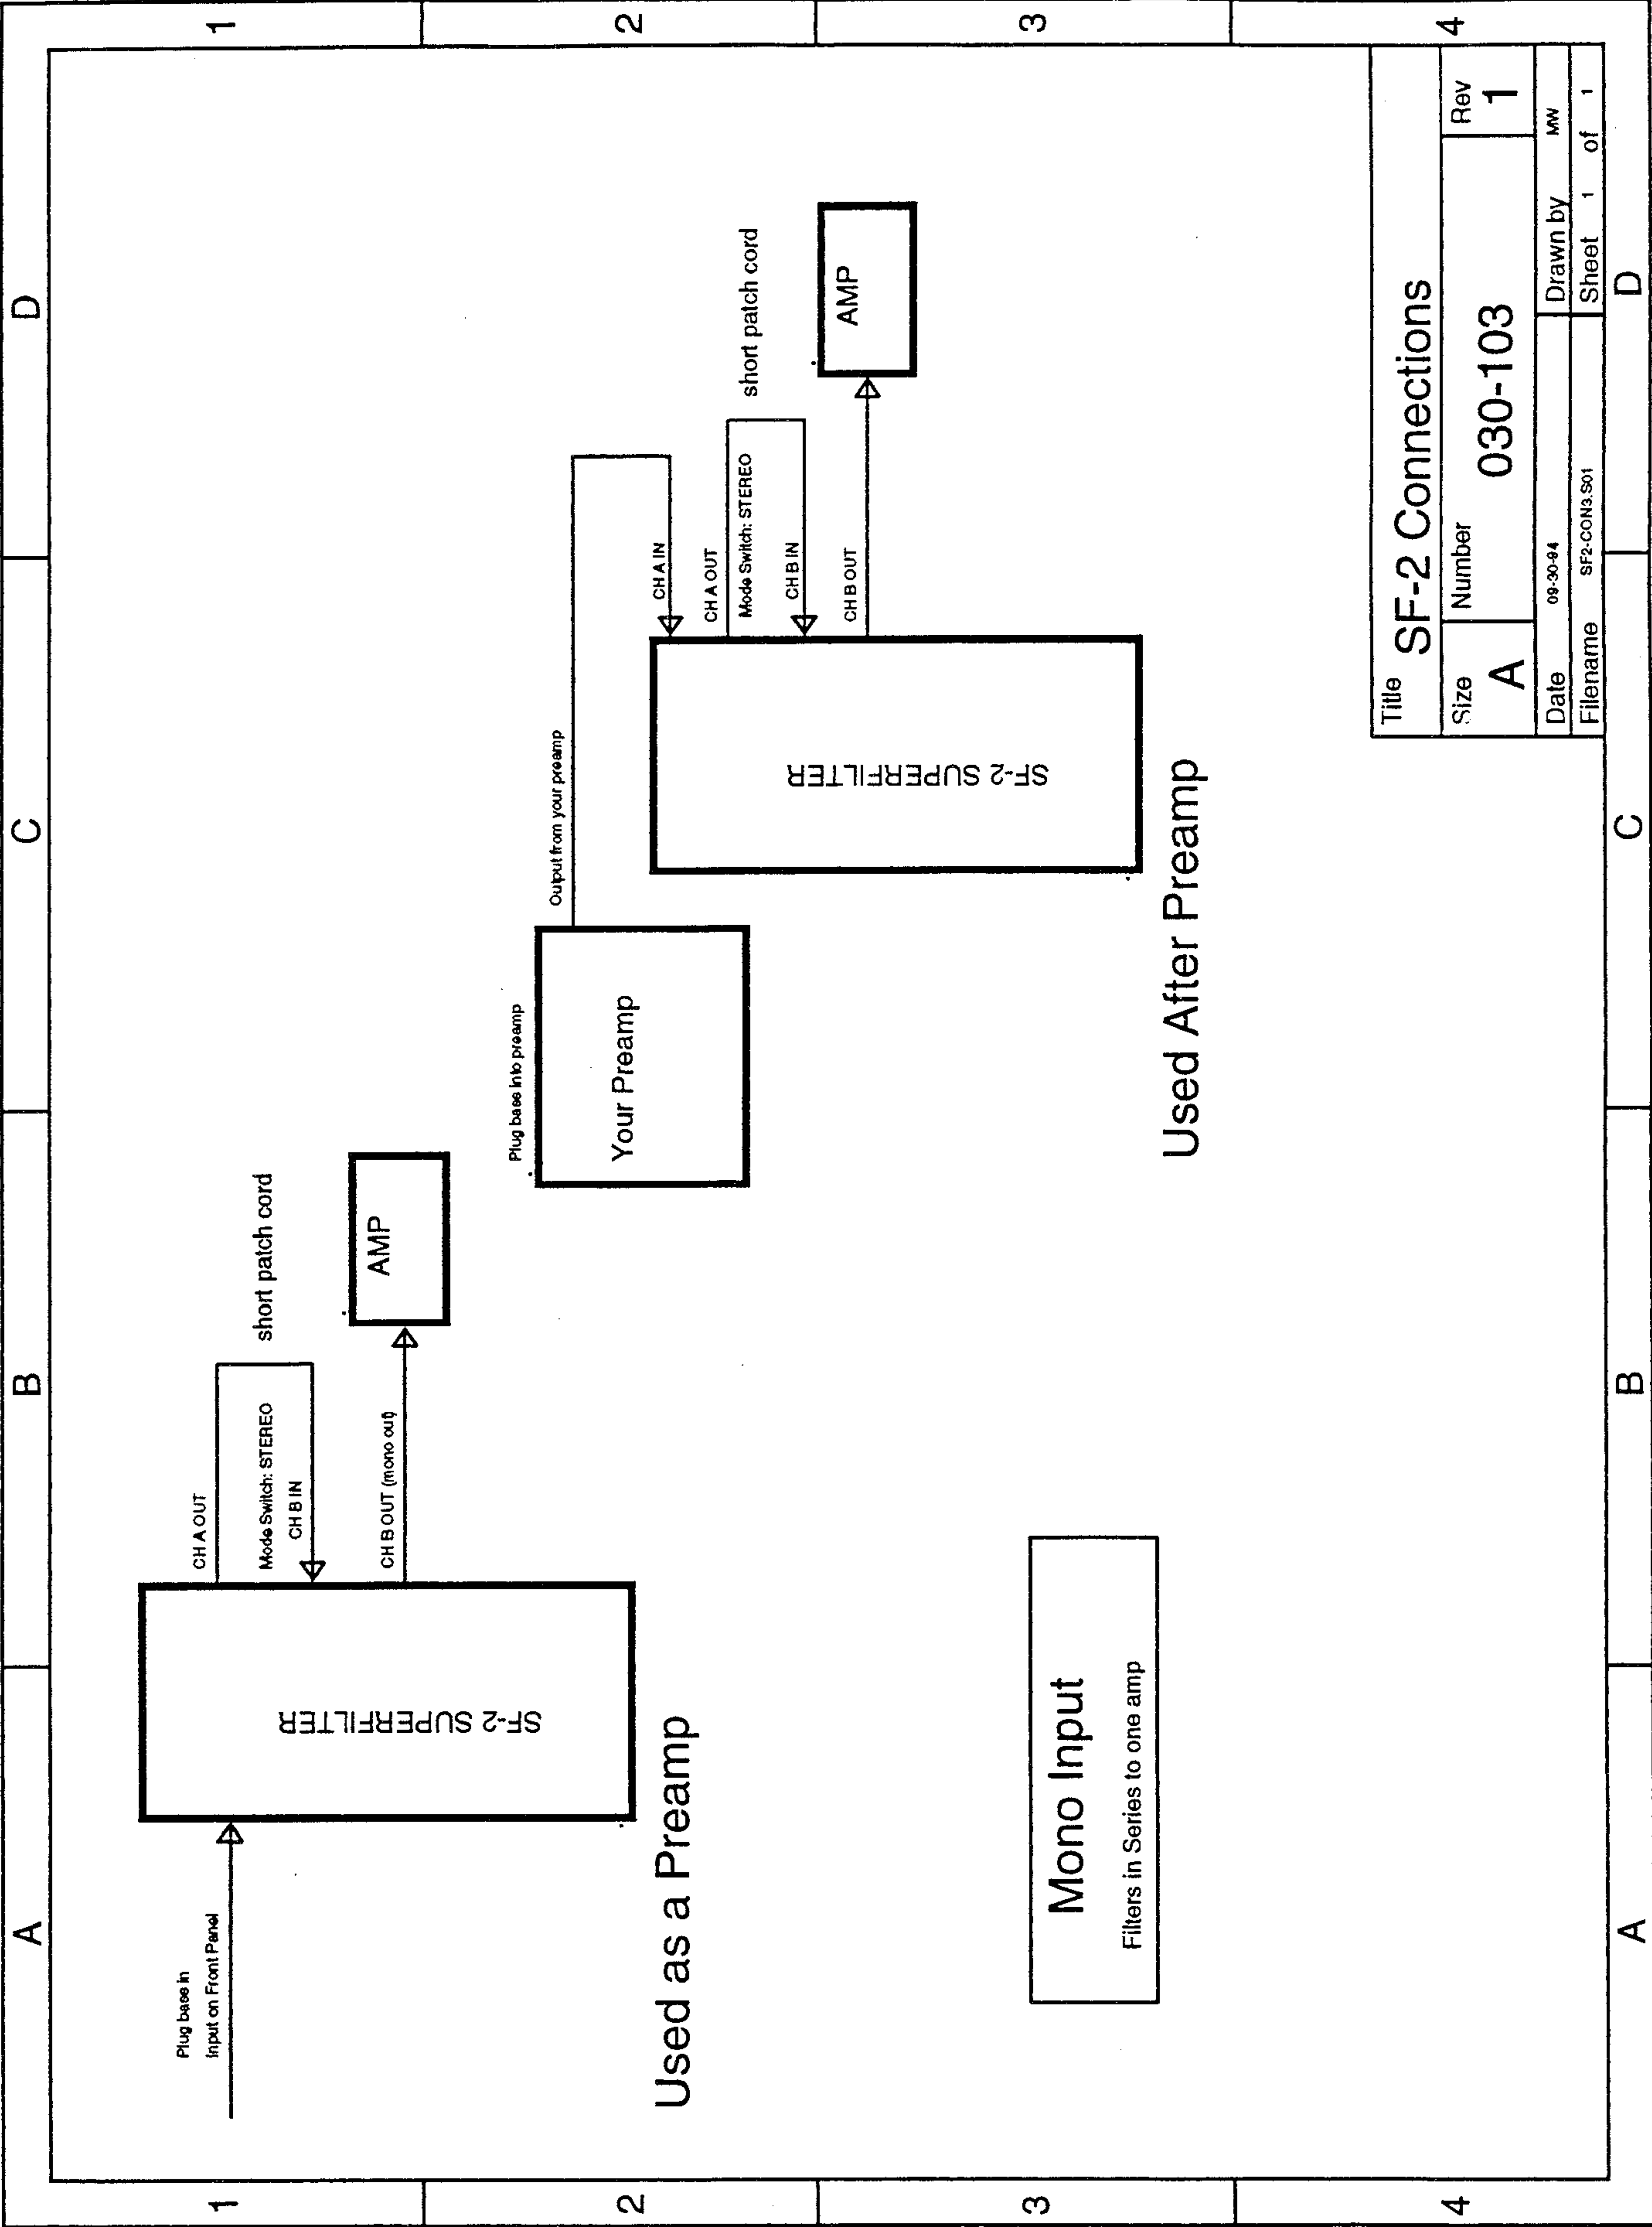 A
B
C
D
1
2
3
4
1
2
3
4
A
B
C
D
Plug base in
Input on Front Panel
SF-2 SUPERFILTER
CH A OUT
Mode Switch: STEREO
CH B IN
CH B OUT (mono out)
short patch cord
AMP
Used as a Preamp
Plug base into preamp
Your Preamp
Output from your preamp
SF-2 SUPERFILTER
CH A IN
CH A OUT
Mode Switch: STEREO
CH B IN
CH B OUT
short patch cord
AMP
Used After Preamp
Mono Input
Filters in Series to one amp
Title
SF-2 Connections
Size
A
Number
030-103
Rev
1
Date 09-30-94
Drawn by MW
Filename SF2-CON3.S01
Sheet 1 of 1